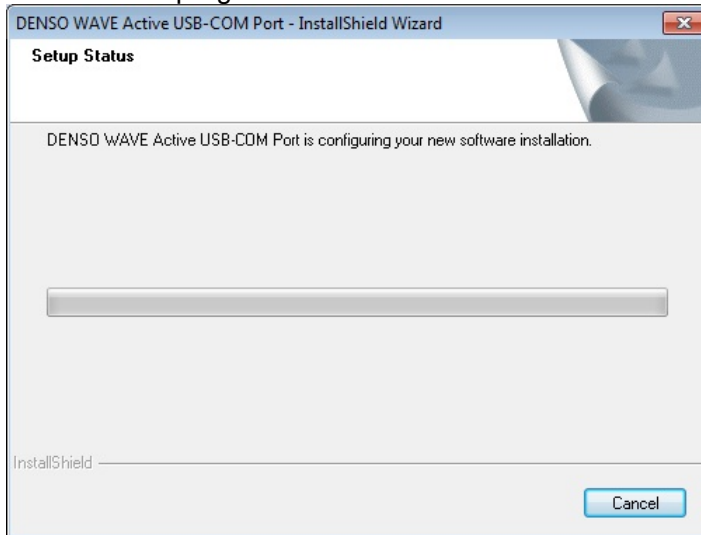 DENSO WAVE Active USB-COM Port - InstallShield Wizard
Setup Status
DENSO WAVE Active USB-COM Port is configuring your new software installation.
InstallShield
Cancel